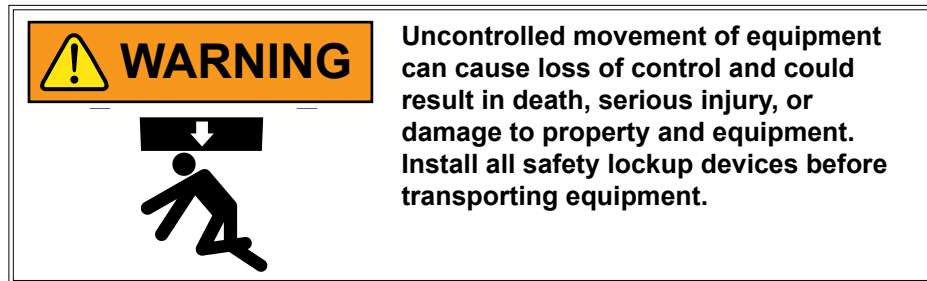 WARNING
Uncontrolled movement of equipment
can cause loss of control and could
result in death, serious injury, or
damage to property and equipment.
Install all safety lockup devices before
transporting equipment.